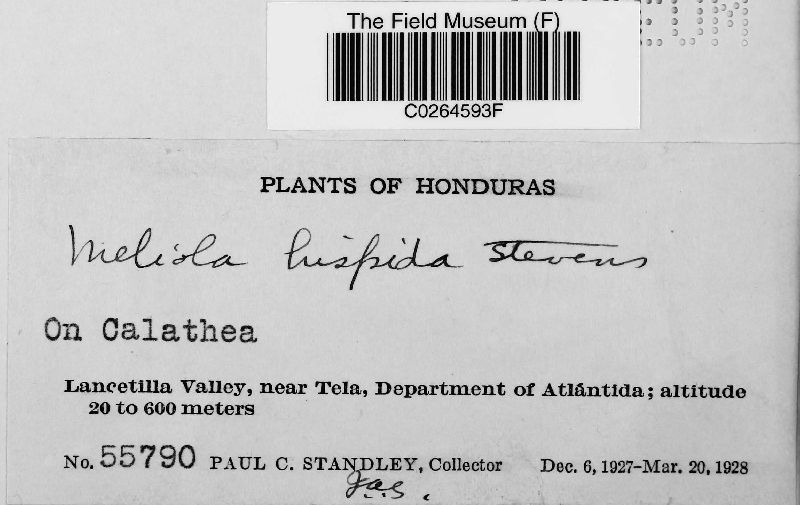 The Field Museum (F)
C0264593F
PLANTS OF HONDURAS
Meliola hispida Stevens
On Calathea
Lancetilla Valley, near Tela, Department of Atlántida; altitude
20 to 600 meters
No. 55790 PAUL C. STANDLEY, Collector Dec. 6, 1927-Mar. 20, 1928